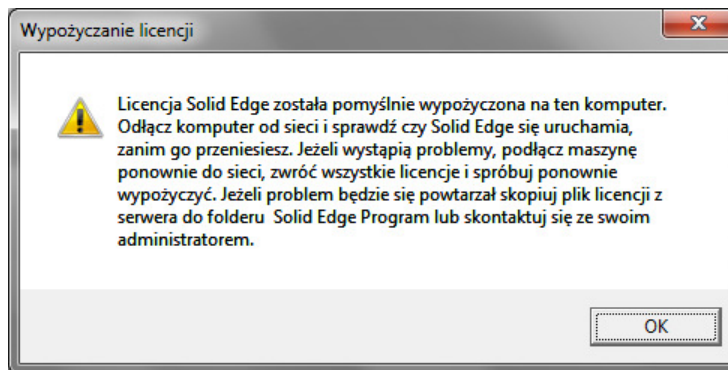 Wypożyczanie licencji
Licencja Solid Edge została pomyślnie wypożyczona na ten komputer.
Odłącz komputer od sieci i sprawdź czy Solid Edge się uruchamia,
zanim go przeniesiesz. Jeżeli wystąpią problemy, podłącz maszynę
ponownie do sieci, zwróć wszystkie licencje i spróbuj ponownie
wypożyczyć. Jeżeli problem będzie się powtarzał skopiuj plik licencji z
serwera do folderu  Solid Edge Program lub skontaktuj się ze swoim
administratorem.
OK